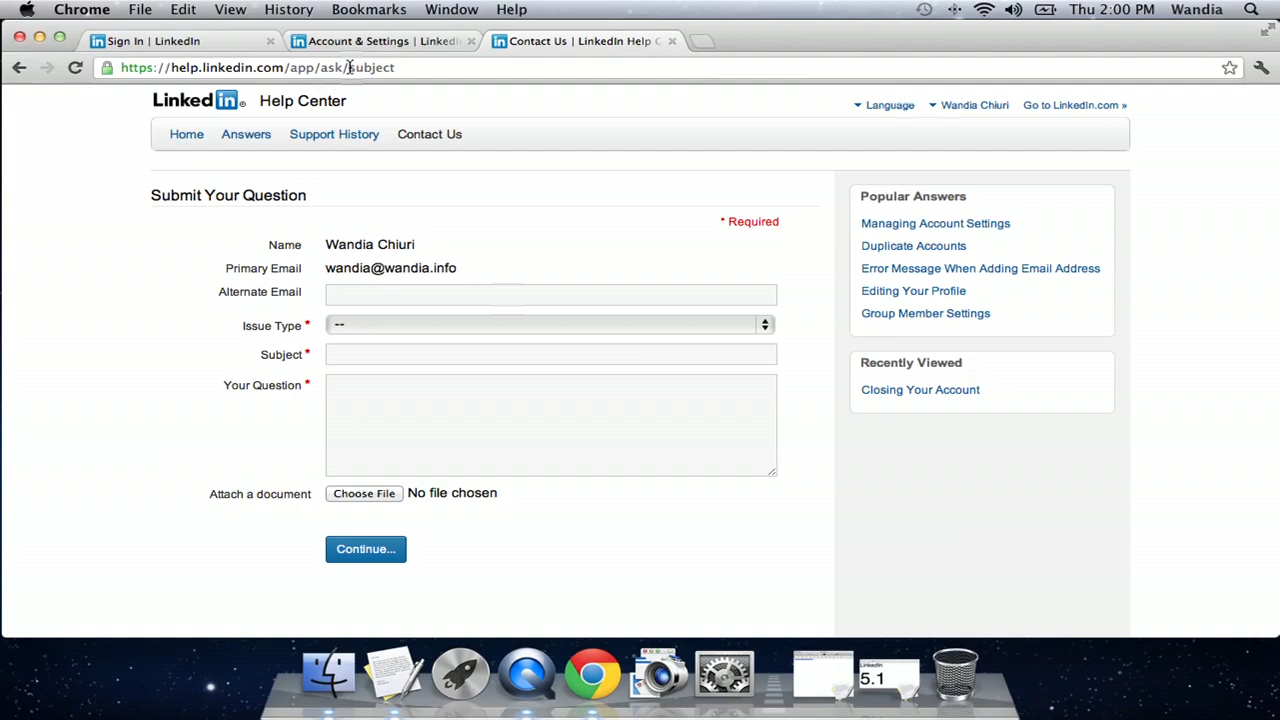 Chrome File Edit View History Bookmarks Window Help Thu 2:00 PM Wandia
Sign In | LinkedIn Account & Settings | LinkedI Contact Us | LinkedIn Help C
https://help.linkedin.com/app/ask/subject
Linked in Help Center Language Wandia Chiuri Go to LinkedIn.com »
Home Answers Support History Contact Us
Submit Your Question
* Required
Name Wandia Chiuri
Primary Email wandia@wandia.info
Alternate Email
Issue Type * --
Subject *
Your Question *
Attach a document Choose File No file chosen
Continue...
Popular Answers
Managing Account Settings
Duplicate Accounts
Error Message When Adding Email Address
Editing Your Profile
Group Member Settings
Recently Viewed
Closing Your Account
LinkedIn
5.1